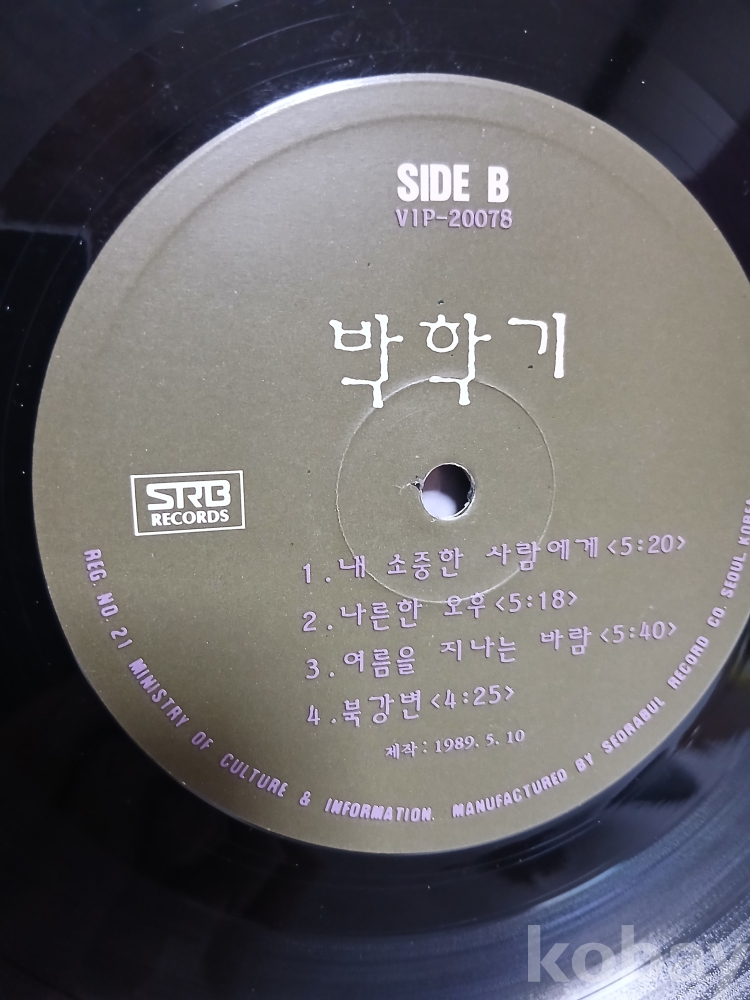 SIDE B
VIP-20078
박학기
SRB
RECORDS
1.내 소중한 사람에게<5:20>
2.나른한 오후<5:18>
3.여름을 지나는 바람<5:40>
4.북강변<4:25>
제작:1989.5.10
REG NO. 21 MINISTRY OF CULTURE & INFORMATION. MANUFACTURED BY SEORABUL RECORD CO. SEOUL KOREA